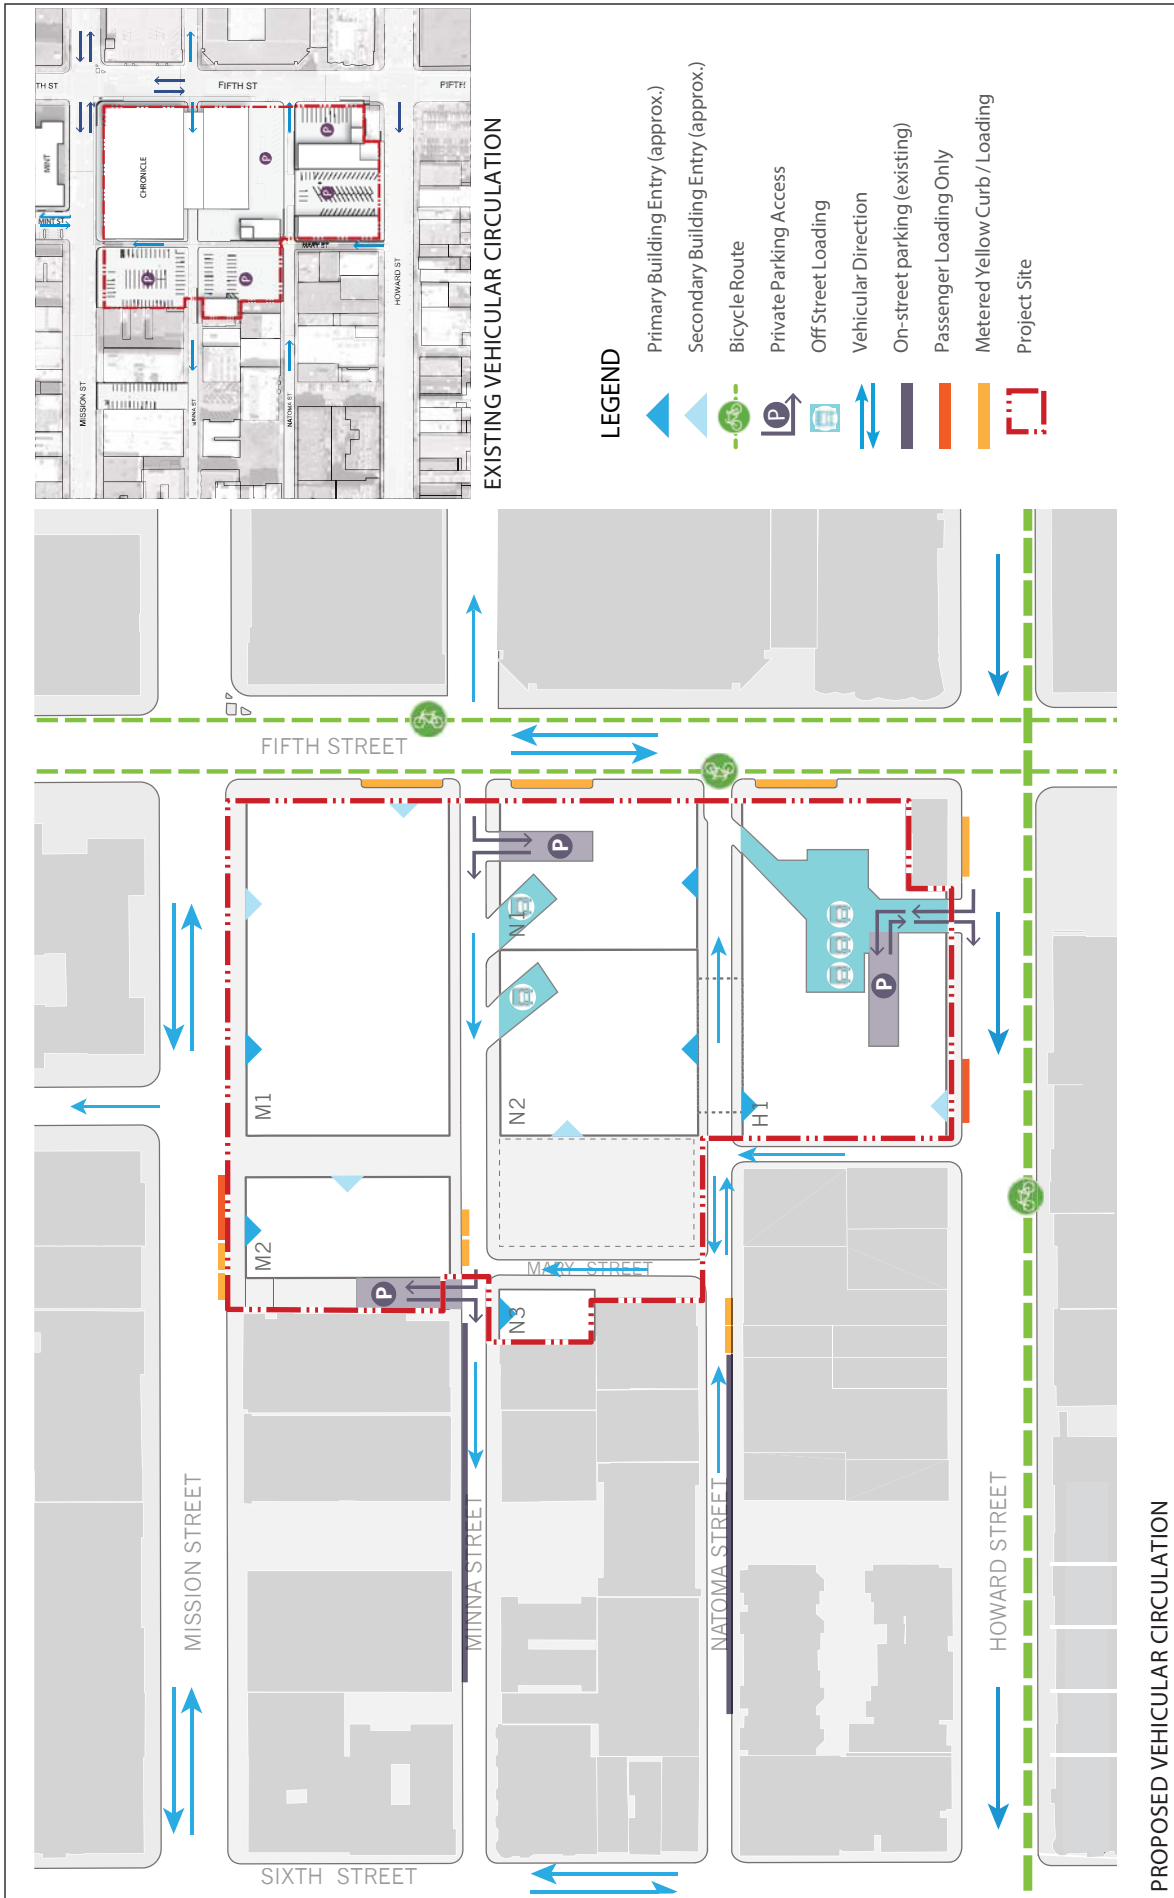 PROPOSED VEHICULAR CIRCULATION
SIXTH STREET
MISSION STREET
MINNA STREET
NATOMA STREET
HOWARD STREET
MARY STREET
FIFTH STREET
M1
M2
N1
N2
N3
H1
P
P
P
EXISTING VEHICULAR CIRCULATION
TH ST
FIFTH ST
FIFTH
MINT
MINT ST
CHRONICLE
MISSION ST
MINNA ST
NATOMA ST
MARY ST
HOWARD ST
P
P
P
P
P
LEGEND
Primary Building Entry (approx.)
Secondary Building Entry (approx.)
Bicycle Route
P
Private Parking Access
Off Street Loading
Vehicular Direction
On-street parking (existing)
Passenger Loading Only
Metered Yellow Curb / Loading
Project Site